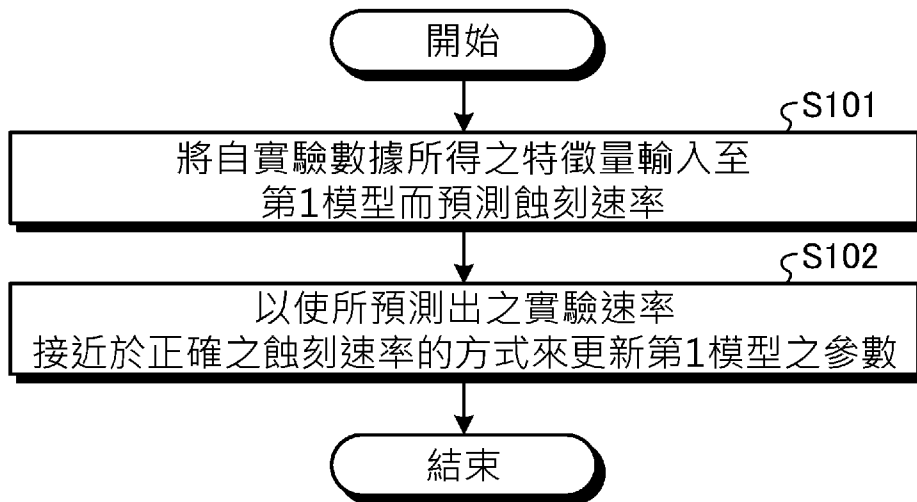 開始
S101
將自實驗數據所得之特徵量輸入至
第1模型而預測蝕刻速率
S102
以使所預測出之實驗速率
接近於正確之蝕刻速率的方式來更新第1模型之參數
結束